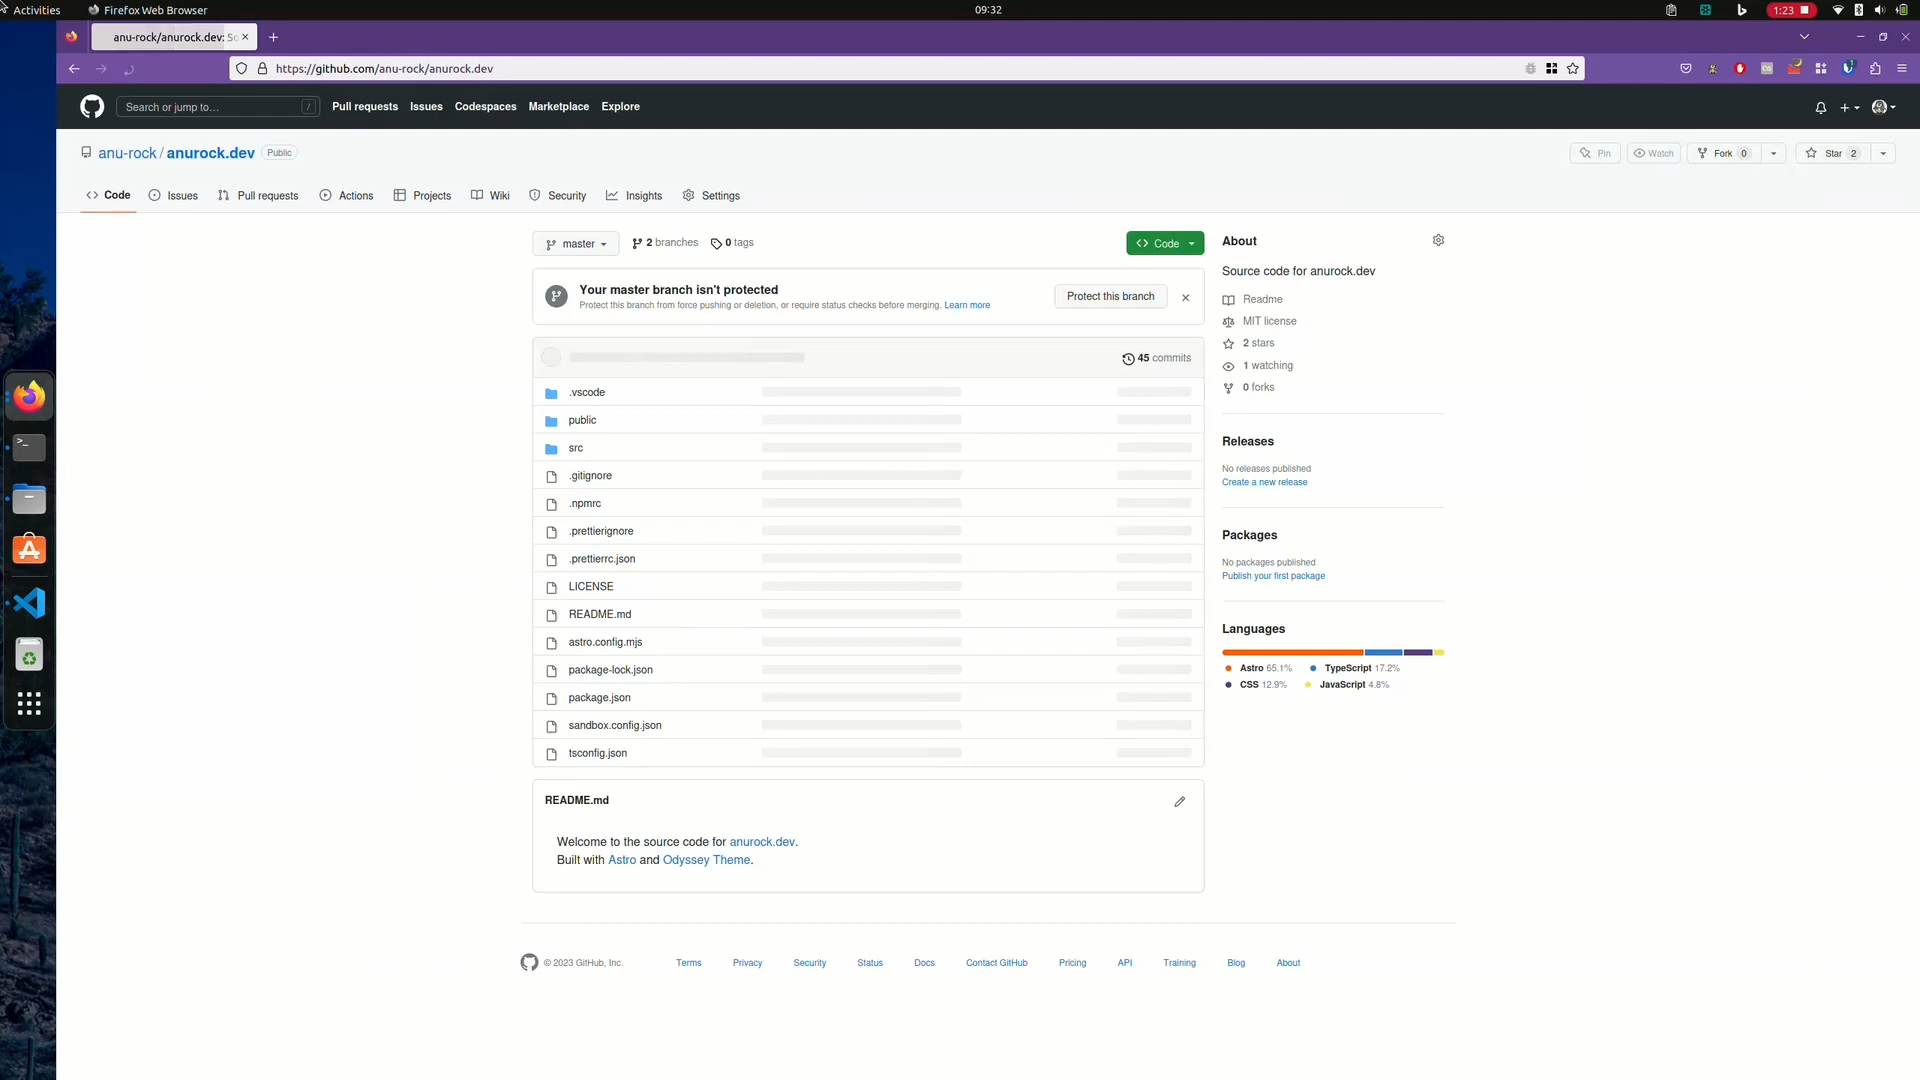 Activities
Firefox Web Browser
09:32
1:23
anu-rock/anurock.dev: So
https://github.com/anu-rock/anurock.dev
Search or jump to…
/
Pull requests
Issues
Codespaces
Marketplace
Explore
anu-rock / anurock.dev
Public
Pin
Watch
Fork 0
Star 2
Code
Issues
Pull requests
Actions
Projects
Wiki
Security
Insights
Settings
master
2 branches
0 tags
Code
Your master branch isn't protected
Protect this branch from force pushing or deletion, or require status checks before merging. Learn more
Protect this branch
45 commits
.vscode
public
src
.gitignore
.npmrc
.prettierignore
.prettierrc.json
LICENSE
README.md
astro.config.mjs
package-lock.json
package.json
sandbox.config.json
tsconfig.json
README.md
Welcome to the source code for anurock.dev.
Built with Astro and Odyssey Theme.
About
Source code for anurock.dev
Readme
MIT license
2 stars
1 watching
0 forks
Releases
No releases published
Create a new release
Packages
No packages published
Publish your first package
Languages
Astro 65.1%
TypeScript 17.2%
CSS 12.9%
JavaScript 4.8%
© 2023 GitHub, Inc.
Terms
Privacy
Security
Status
Docs
Contact GitHub
Pricing
API
Training
Blog
About